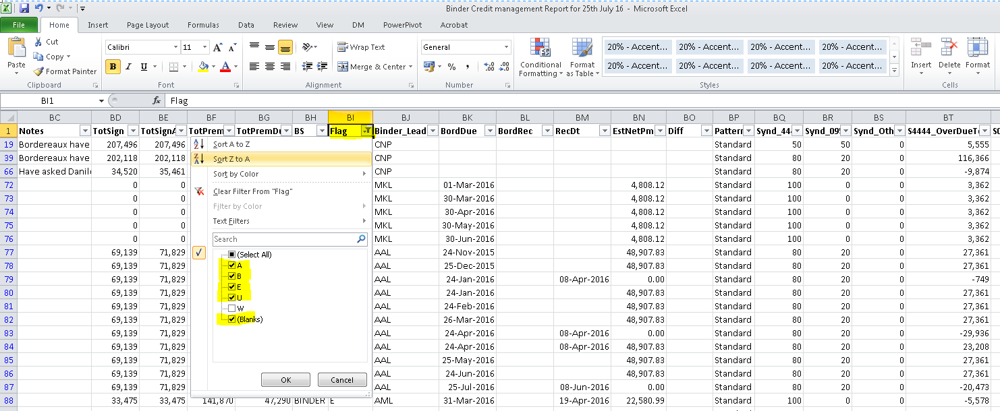 Binder Credit management Report for 25th July 16 - Microsoft Excel
File Home Insert Page Layout Formulas Data Review View DM PowerPivot Acrobat
Cut Calibri 11 Wrap Text General 20% - Accent... 20% - Accent... 20% - Accent... 20% - Accent...
Paste Copy Conditional Formatting Format as Table Insert Delete Format
Format Painter B I U Merge & Center % , 20% - Accent... 20% - Accent... 20% - Accent... 20% - Accent...
Clipboard Font Alignment Number Styles Cells
BI1 fx Flag
BC BD BE BF BG BH BI BJ BK BL BM BN BO BP BQ BR BS BT
1 Notes TotSign TotSignA TotPrem TotPremDu BS Flag Binder_Lead BordDue BordRec RecDt EstNetPm Diff Pattern Synd_44 Synd_09 Synd_Oth S4444_OverDueT
19 Bordereaux have 207,496 207,496 Sort A to Z CNP Standard 50 50 0 5,555
39 Bordereaux have 202,118 202,118 Sort Z to A CNP Standard 80 20 0 116,366
66 Have asked Danil 34,520 35,461 Sort by Color CNP Standard 80 20 0 -9,874
72 0 0 Clear Filter From "Flag" MKL 01-Mar-2016 4,808.12 Standard 100 0 0 3,362
73 0 0 Filter by Color MKL 30-Mar-2016 4,808.12 Standard 100 0 0 3,362
74 0 0 Text Filters MKL 30-Apr-2016 4,808.12 Standard 100 0 0 3,362
75 0 0 MKL 30-May-2016 4,808.12 Standard 100 0 0 3,362
76 0 0 Search MKL 30-Jun-2016 4,808.12 Standard 100 0 0 3,362
77 69,139 71,829 (Select All) AAL 24-Nov-2015 48,907.83 Standard 80 20 0 27,361
78 69,139 71,829 A AAL 25-Dec-2015 48,907.83 Standard 80 20 0 27,361
79 69,139 71,829 B AAL 24-Jan-2016 08-Apr-2016 0.00 Standard 80 20 0 -749
80 69,139 71,829 E U AAL 24-Jan-2016 48,907.83 Standard 80 20 0 27,361
81 69,139 71,829 W AAL 24-Feb-2016 48,907.83 Standard 80 20 0 27,361
82 69,139 71,829 (Blanks) AAL 26-Mar-2016 48,907.83 Standard 80 20 0 27,361
83 69,139 71,829 AAL 24-Apr-2016 08-Apr-2016 0.00 Standard 80 20 0 -29,936
84 69,139 71,829 AAL 24-Apr-2016 08-Apr-2016 48,907.83 Standard 80 20 0 23,208
85 69,139 71,829 AAL 25-May-2016 48,907.83 Standard 80 20 0 27,361
86 69,139 71,829 OK Cancel AAL 24-Jun-2016 48,907.83 Standard 80 20 0 27,361
87 69,139 71,829 AAL 25-Jul-2016 08-Jun-2016 0.00 Standard 80 20 0 -20,473
88 33,475 33,475 141,870 47,290 BINDER E AML 31-Mar-2016 19-Apr-2016 22,580.99 Standard 100 0 0 -5,578